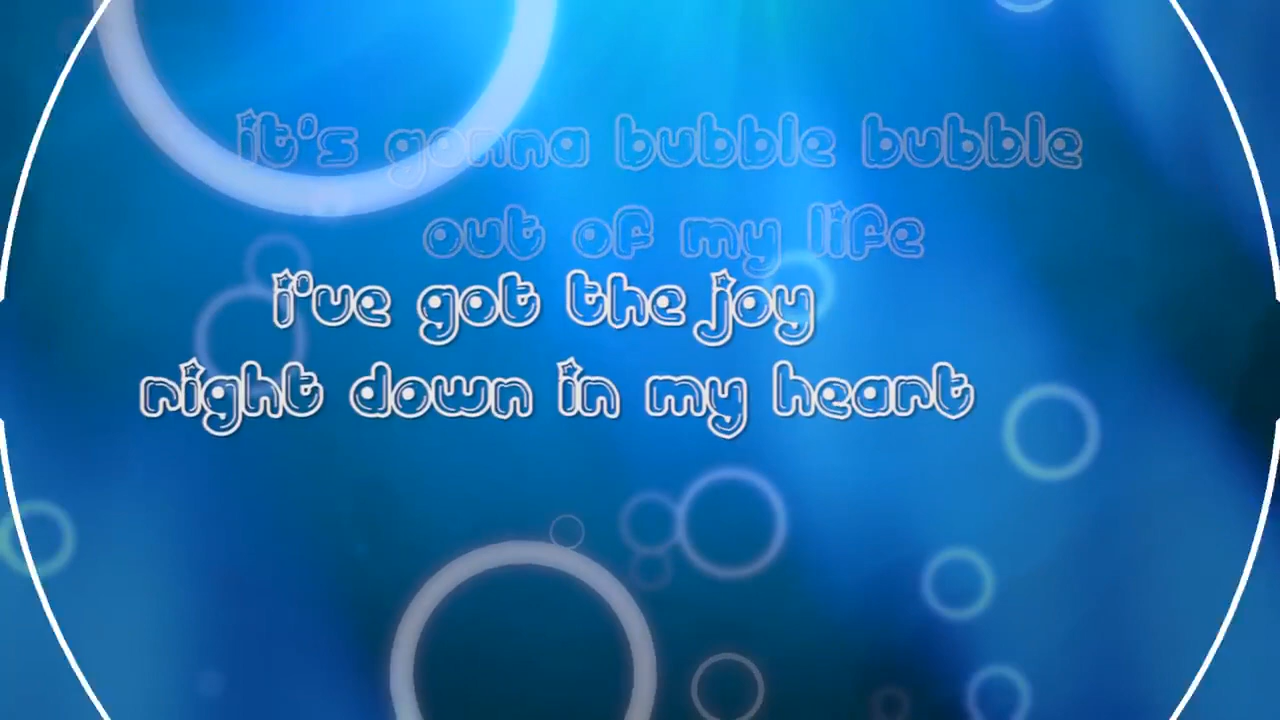 it's gonna bubble bubble
out of my life
i've got the joy
right down in my heart